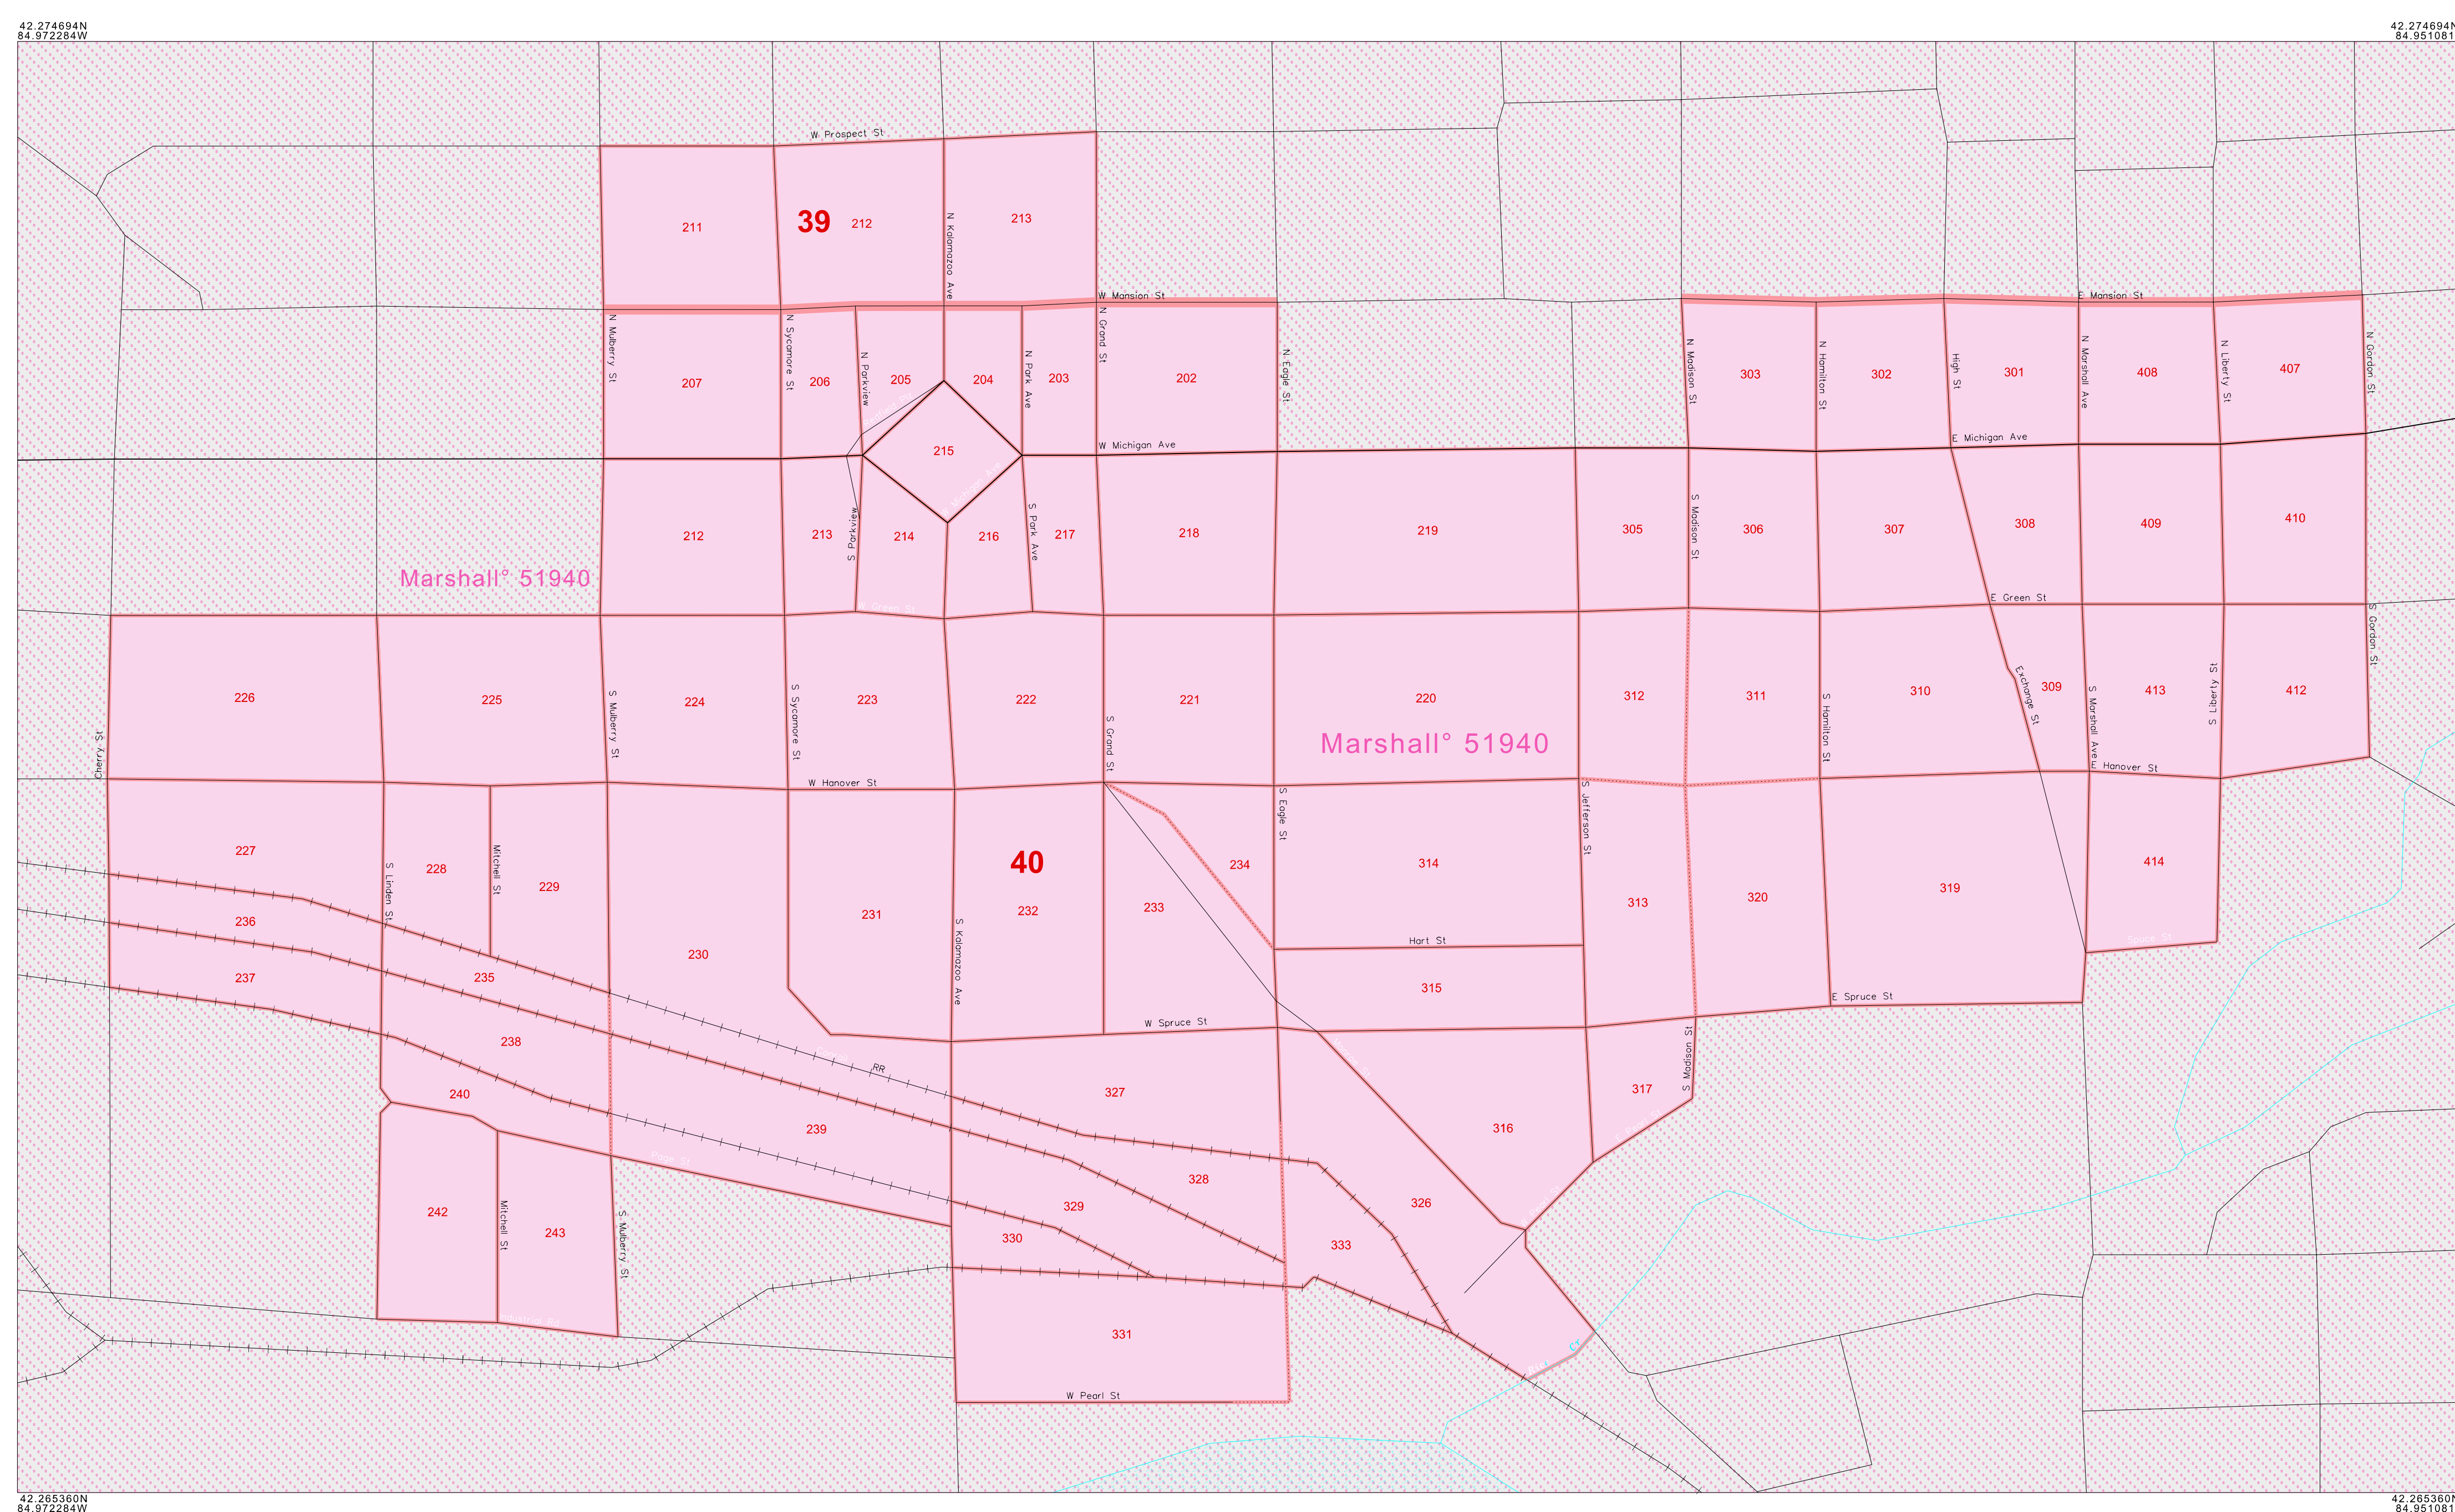 42.274694N
84.972284W
42.274694N
84.951081
W Prospect St
N Kalamazoo Ave
39
211
212
213
W Mansion St
E Mansion St
N Mulberry St
N Sycamore St
N Parkview
N Park Ave
N Grand St
N Eagle St
N Madison St
N Hamilton St
High St
N Marshall Ave
N Liberty St
N Gordon St
207
206
205
204
203
202
303
302
301
408
407
W Michigan Ave
E Michigan Ave
215
W Michigan Ave
212
213
S Parkview
214
216
S Park Ave
217
218
219
305
S Madison St
306
307
308
409
410
Marshall° 51940
W Green St
E Green St
S Gordon St
226
225
S Mulberry St
224
S Sycamore St
223
222
S Grand St
221
220
312
311
S Hamilton St
310
Exchange St
309
S Marshall Ave
413
S Liberty St
412
Cherry St
Marshall° 51940
W Hanover St
E Hanover St
227
S Linden St
228
Mitchell St
229
230
231
40
232
S Kalamazoo Ave
233
234
S Eagle St
314
S Jefferson St
313
320
319
414
236
237
235
Hart St
315
W Spruce St
E Spruce St
238
RR
240
239
327
316
317
S Madison St
Page St
242
Mitchell St
243
S Mulberry St
328
329
330
333
326
331
Cr
W Pearl St
42.265360N
84.972284W
42.265360N
84.951081